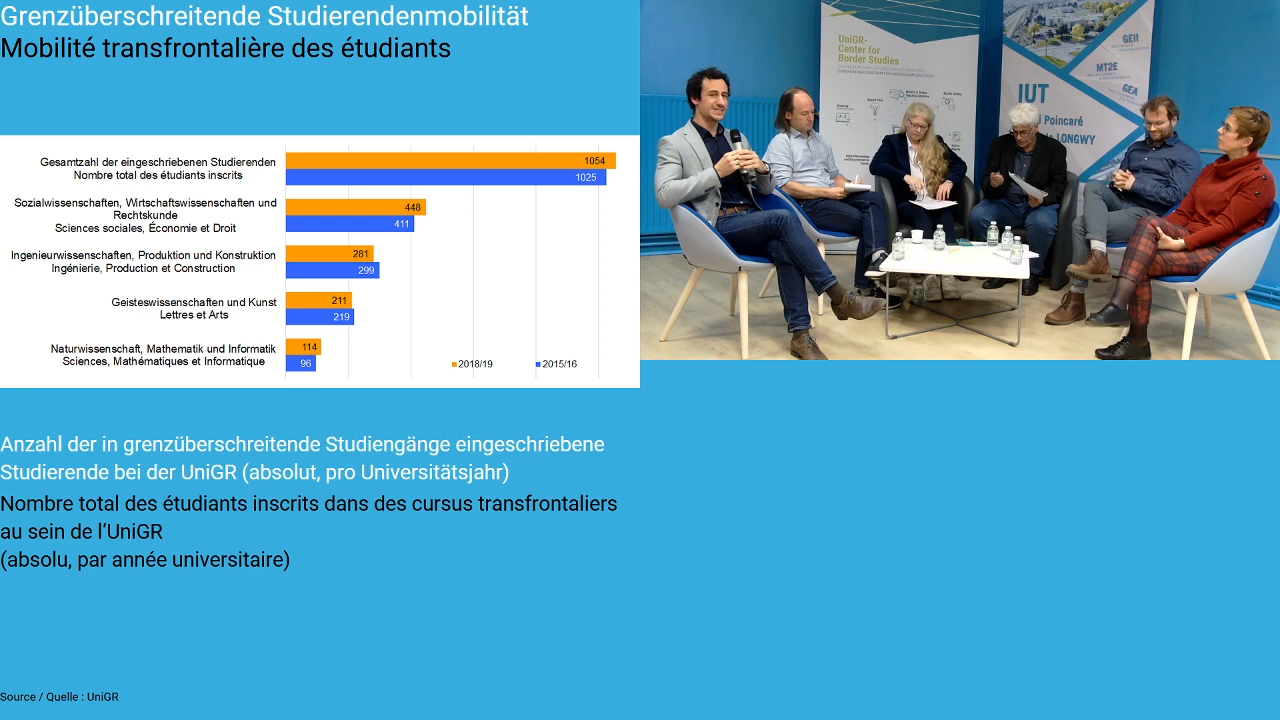 Grenzüberschreitende Studierendenmobilität
Mobilité transfrontalière des étudiants
Gesamtzahl der eingeschriebenen Studierenden
Nombre total des étudiants inscrits
1054
1025
Sozialwissenschaften, Wirtschaftswissenschaften und
Rechtskunde
Sciences sociales, Économie et Droit
448
411
Ingenieurwissenschaften, Produktion und Konstruktion
Ingénierie, Production et Construction
281
299
Geisteswissenschaften und Kunst
Lettres et Arts
211
219
Naturwissenschaft, Mathematik und Informatik
Sciences, Mathématiques et Informatique
114
96
2018/19
2015/16
Anzahl der in grenzüberschreitende Studiengänge eingeschriebene
Studierende bei der UniGR (absolut, pro Universitätsjahr)
Nombre total des étudiants inscrits dans des cursus transfrontaliers
au sein de l‘UniGR
(absolu, par année universitaire)
Source / Quelle : UniGR
UniGR-
Center for
Border Studies
GEII
MT2E
GEA
IUT
Poincaré
LONGWY